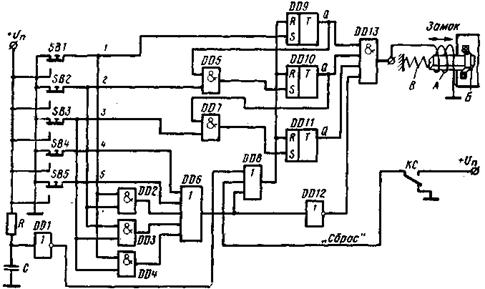 +Uп
SB1
1
SB2
2
SB3
3
SB4
4
SB5
5
R
C
DD1
1
DD2
&
DD3
&
DD4
&
DD5
&
DD7
&
DD6
1
DD8
1
DD9
R T
S
Q
DD10
R T
S
Q
DD11
R T
S
Q
DD12
1
DD13
&
Замок
В
А
Б
КС
+Uп
„Сброс"